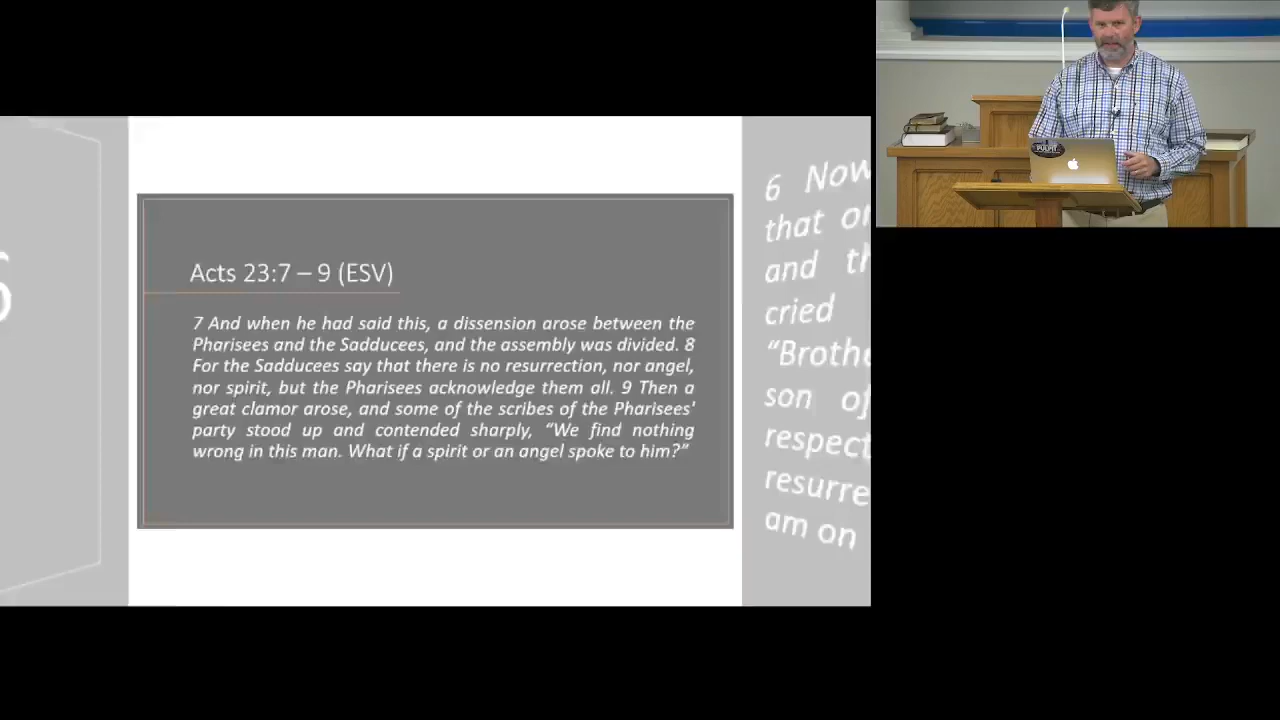 Acts 23:7 – 9 (ESV)
7 And when he had said this, a dissension arose between the
Pharisees and the Sadducees, and the assembly was divided. 8
For the Sadducees say that there is no resurrection, nor angel,
nor spirit, but the Pharisees acknowledge them all. 9 Then a
great clamor arose, and some of the scribes of the Pharisees'
party stood up and contended sharply, “We find nothing
wrong in this man. What if a spirit or an angel spoke to him?”
6 Now
that
and
cried
“Brothe
son of
respect
resurre
am on